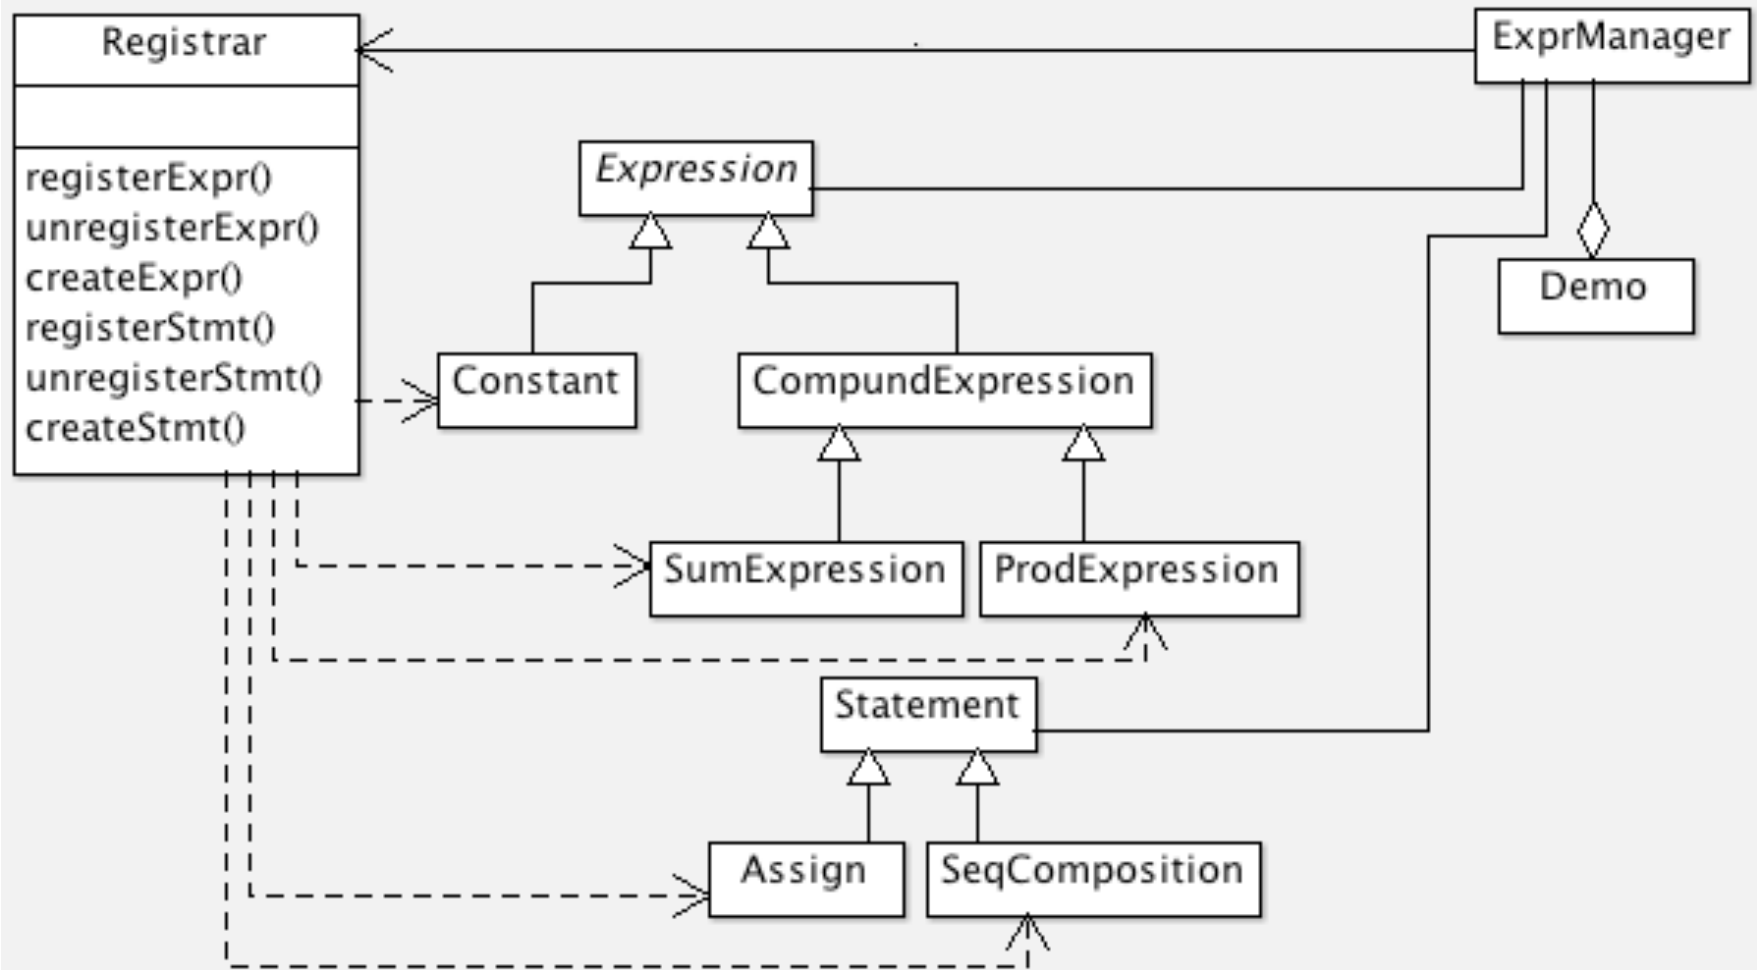 Registrar
ExprManager
Expression
registerExpr()
unregisterExpr()
createExpr()
registerStmt()
unregisterStmt()
createStmt()
Demo
Constant
CompundExpression
SumExpression
ProdExpression
Statement
Assign
SeqComposition